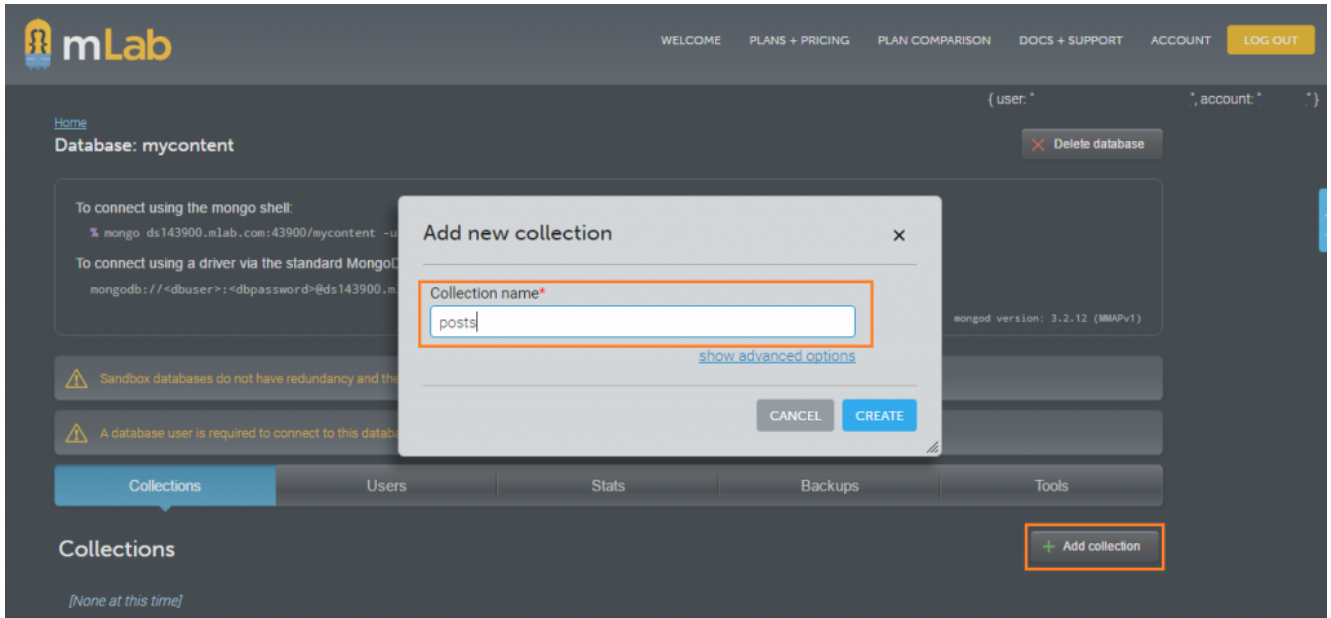 mLab
WELCOME PLANS + PRICING PLAN COMPARISON DOCS + SUPPORT ACCOUNT LOG OUT
{ user: " ", account: " " }
Home
Database: mycontent
Delete database
To connect using the mongo shell:
% mongo ds143900.mlab.com:43900/mycontent -u
To connect using a driver via the standard Mongo
mongodb://<dbuser>:<dbpassword>@ds143900.m
mongod version: 3.2.12 (MMAPv1)
Add new collection
×
Collection name*
posts
show advanced options
CANCEL CREATE
Sandbox databases do not have redundancy and the
A database user is required to connect to this datab
Collections Users Stats Backups Tools
Collections
+ Add collection
[None at this time]